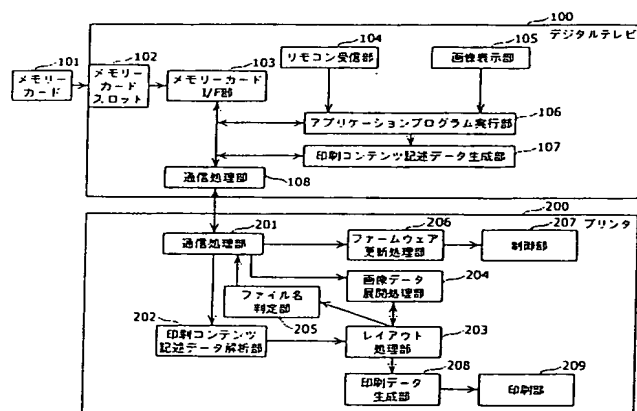 100
デジタルテレビ
101
メモリー
カード
102
メモリー
カード
スロット
103
メモリーカード
I/F部
104
リモコン受信部
105
画像表示部
106
アプリケーションプログラム実行部
107
印刷コンテンツ記述データ生成部
通信処理部
108
200
プリンタ
201
通信処理部
206
ファームウェア
更新処理部
207
制御部
204
画像データ
展開処理部
ファイル名
判定部
205
202
印刷コンテンツ
記述データ解析部
203
レイアウト
処理部
208
印刷データ
生成部
209
印刷部